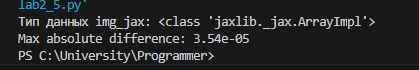 lab2_5.py'
Тип данных img_jax: <class 'jaxlib._jax.ArrayImpl'>
Max absolute difference: 3.54e-05
PS C:\University\Programmer>